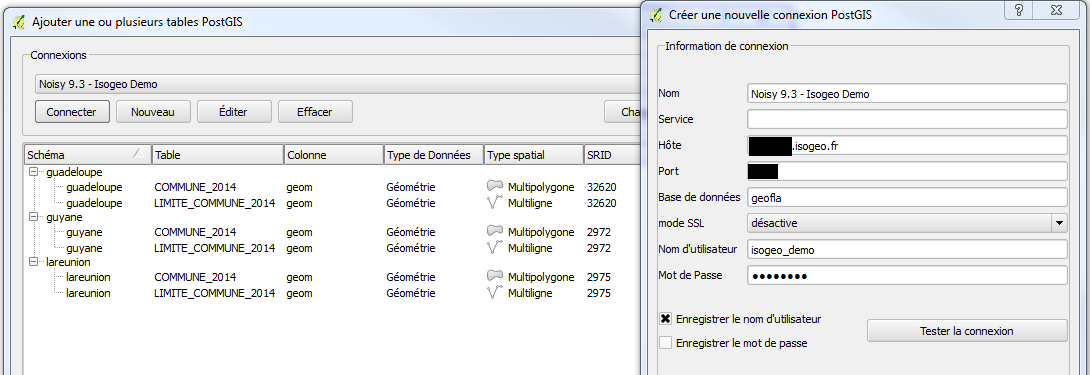 Ajouter une ou plusieurs tables PostGIS
Connexions
Noisy 9.3 - Isogeo Demo
Connecter Nouveau Éditer Effacer Cha
Schéma Table Colonne Type de Données Type spatial SRID
guadeloupe
guadeloupe COMMUNE_2014 geom Géométrie Multipolygone 32620
guadeloupe LIMITE_COMMUNE_2014 geom Géométrie Multiligne 32620
guyane
guyane COMMUNE_2014 geom Géométrie Multipolygone 2972
guyane LIMITE_COMMUNE_2014 geom Géométrie Multiligne 2972
lareunion
lareunion COMMUNE_2014 geom Géométrie Multipolygone 2975
lareunion LIMITE_COMMUNE_2014 geom Géométrie Multiligne 2975
Créer une nouvelle connexion PostGIS
Information de connexion
Nom Noisy 9.3 - Isogeo Demo
Service
Hôte .isogeo.fr
Port
Base de données geofla
mode SSL désactive
Nom d'utilisateur isogeo_demo
Mot de Passe ●●●●●●●●
Enregistrer le nom d'utilisateur
Tester la connexion
Enregistrer le mot de passe